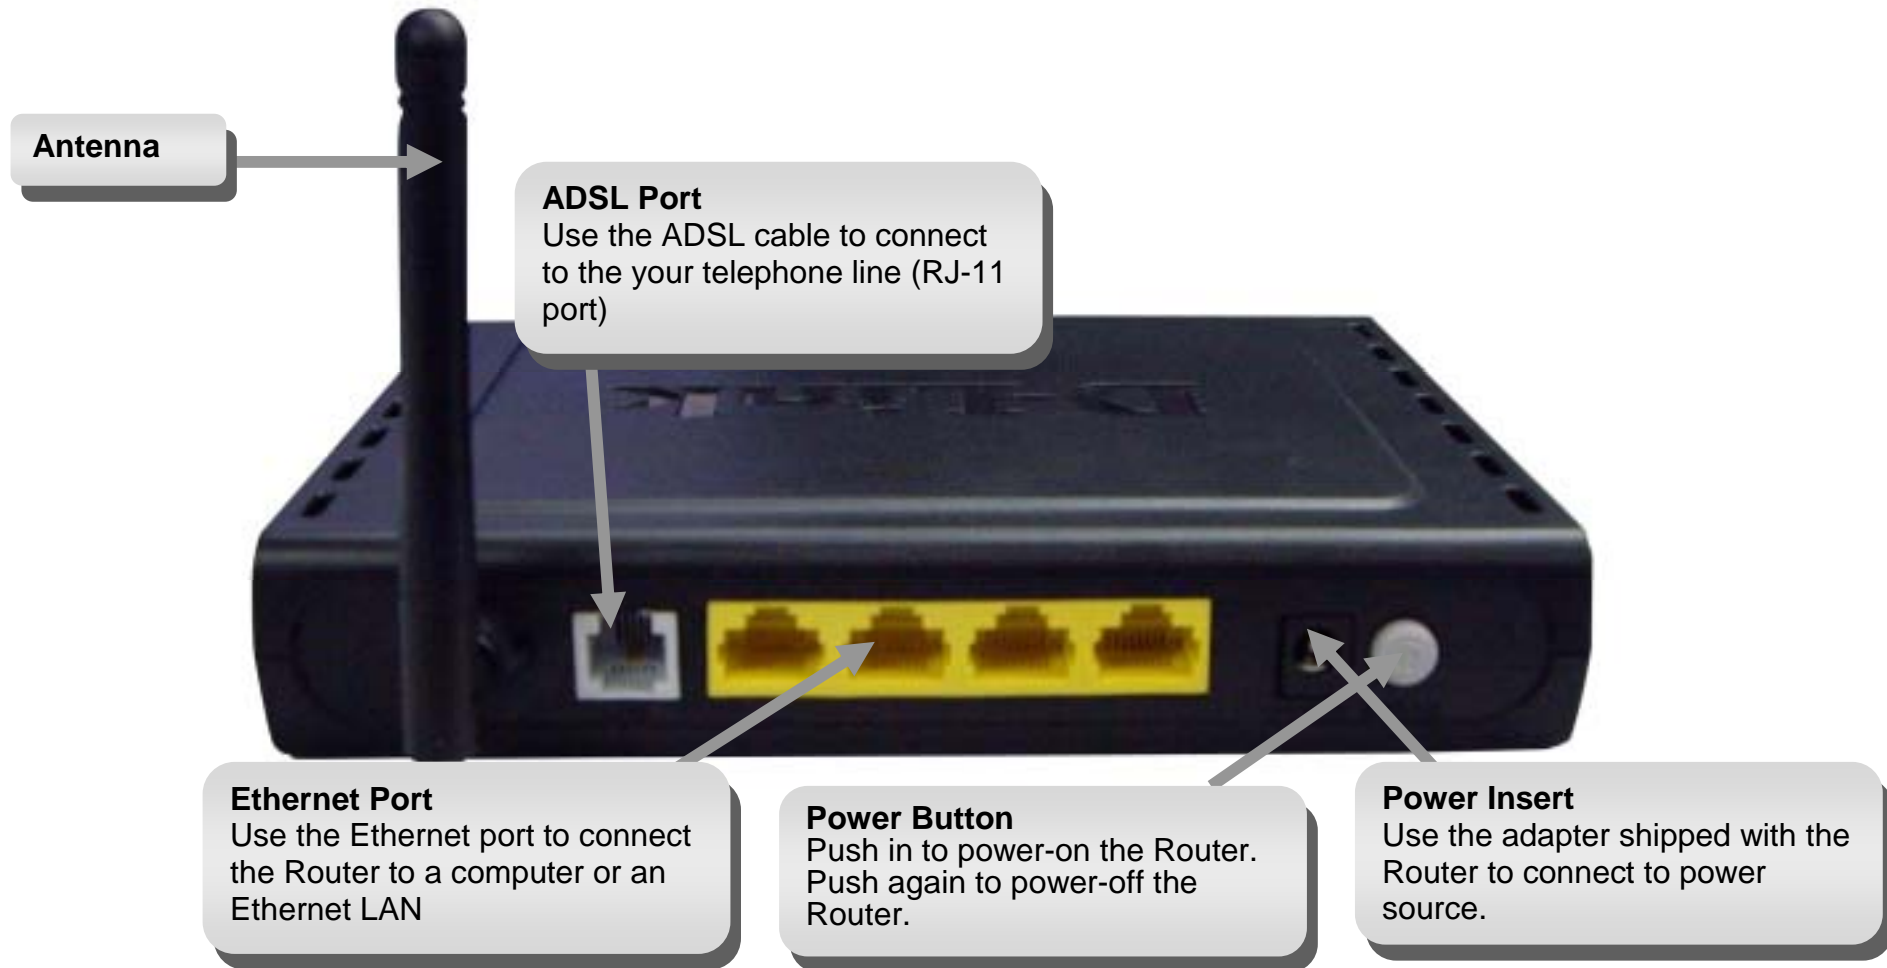 Antenna
ADSL Port
Use the ADSL cable to connect
to the your telephone line (RJ-11
port)
D-Link
Ethernet Port
Use the Ethernet port to connect
the Router to a computer or an
Ethernet LAN
Power Button
Push in to power-on the Router.
Push again to power-off the
Router.
Power Insert
Use the adapter shipped with the
Router to connect to power
source.